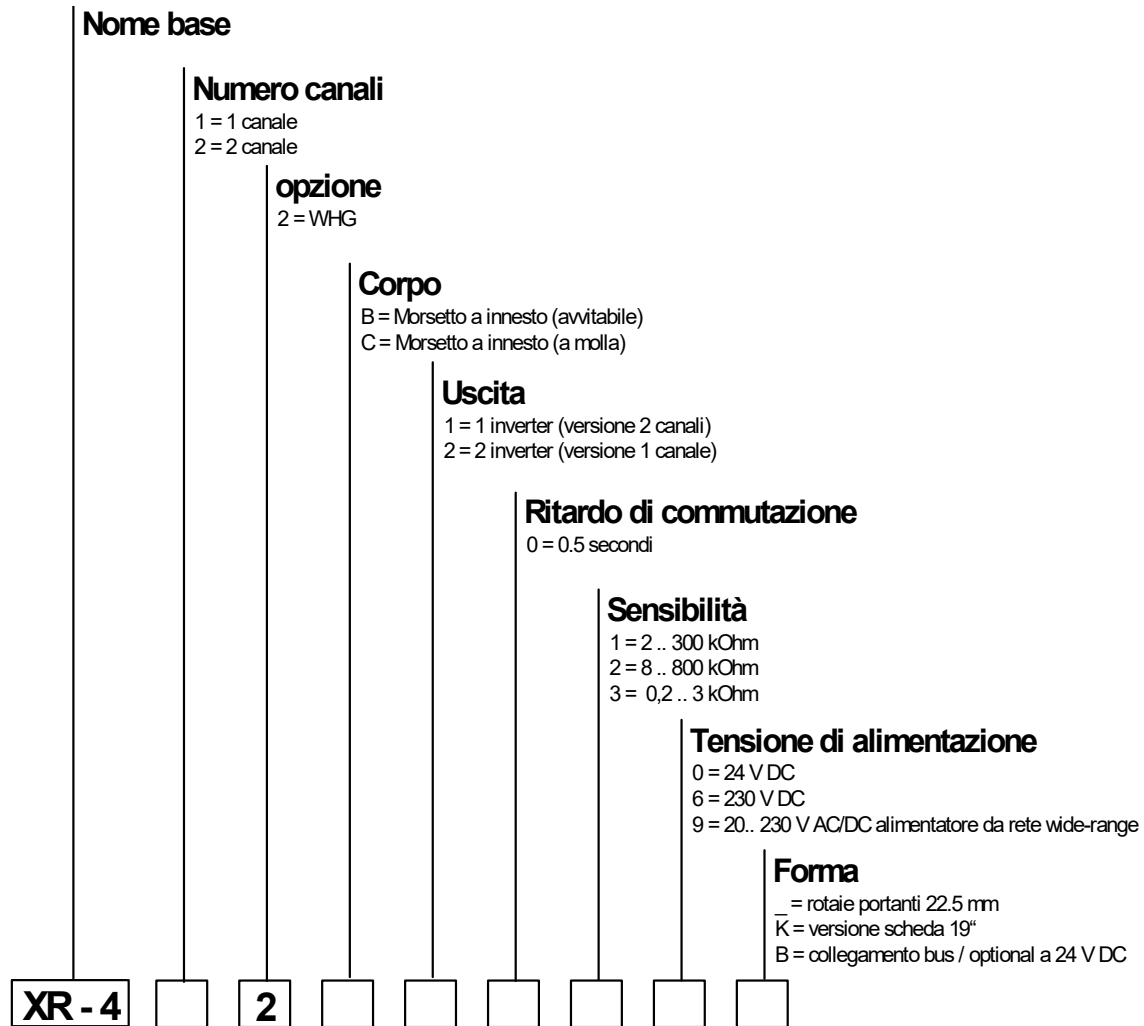 Nome base
Numero canali
1 = 1 canale
2 = 2 canale
opzione
2 = WHG
Corpo
B = Morsetto a innesto (avvitabile)
C = Morsetto a innesto (a molla)
Uscita
1 = 1 inverter (versione 2 canali)
2 = 2 inverter (versione 1 canale)
Ritardo di commutazione
0 = 0.5 secondi
Sensibilità
1 = 2 .. 300 kOhm
2 = 8 .. 800 kOhm
3 = 0,2 .. 3 kOhm
Tensione di alimentazione
0 = 24 V DC
6 = 230 V DC
9 = 20.. 230 V AC/DC alimentatore da rete wide-range
Forma
_ = rotaie portanti 22.5 mm
K = versione scheda 19“
B = collegamento bus / optional a 24 V DC
XR - 4 2